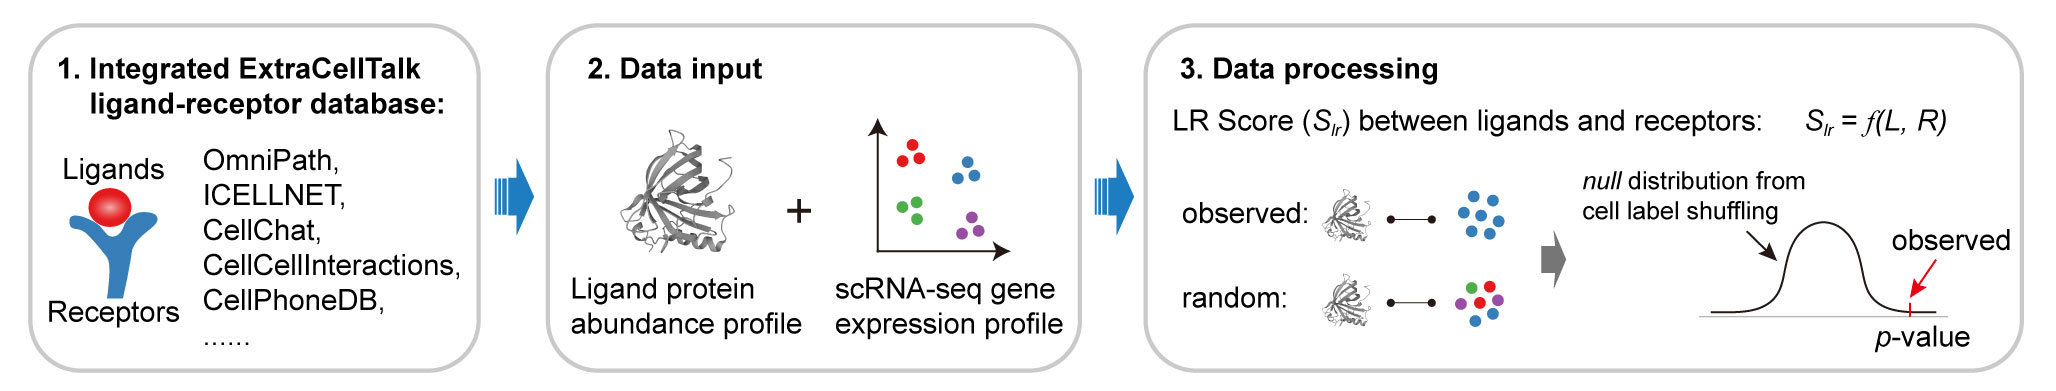 1. Integrated ExtraCellTalk
ligand-receptor database:
Ligands
Receptors
OmniPath,
ICELLNET,
CellChat,
CellCellInteractions,
CellPhoneDB,
......
2. Data input
+
Ligand protein
abundance profile
scRNA-seq gene
expression profile
3. Data processing
LR Score (Slr) between ligands and receptors: Slr = f(L, R)
observed:
random:
null distribution from
cell label shuffling
observed
p-value